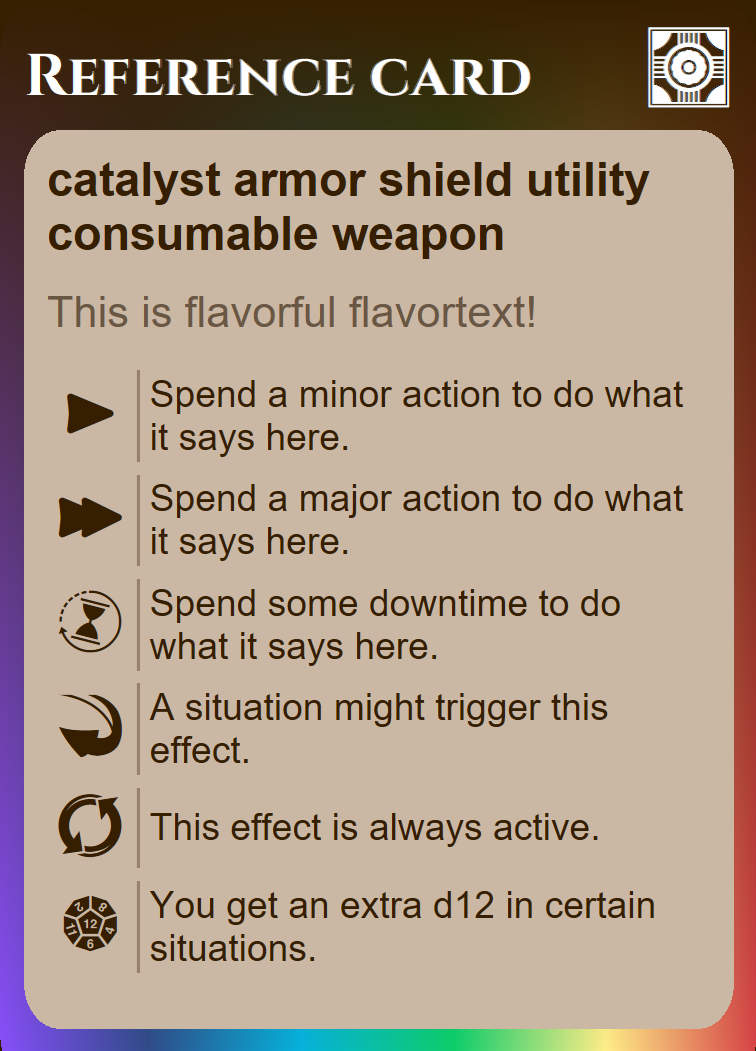 Reference card
catalyst armor shield utility
consumable weapon
This is flavorful flavortext!
Spend a minor action to do what
it says here.
Spend a major action to do what
it says here.
Spend some downtime to do
what it says here.
A situation might trigger this
effect.
This effect is always active.
2 8
11 12 4
6
You get an extra d12 in certain
situations.